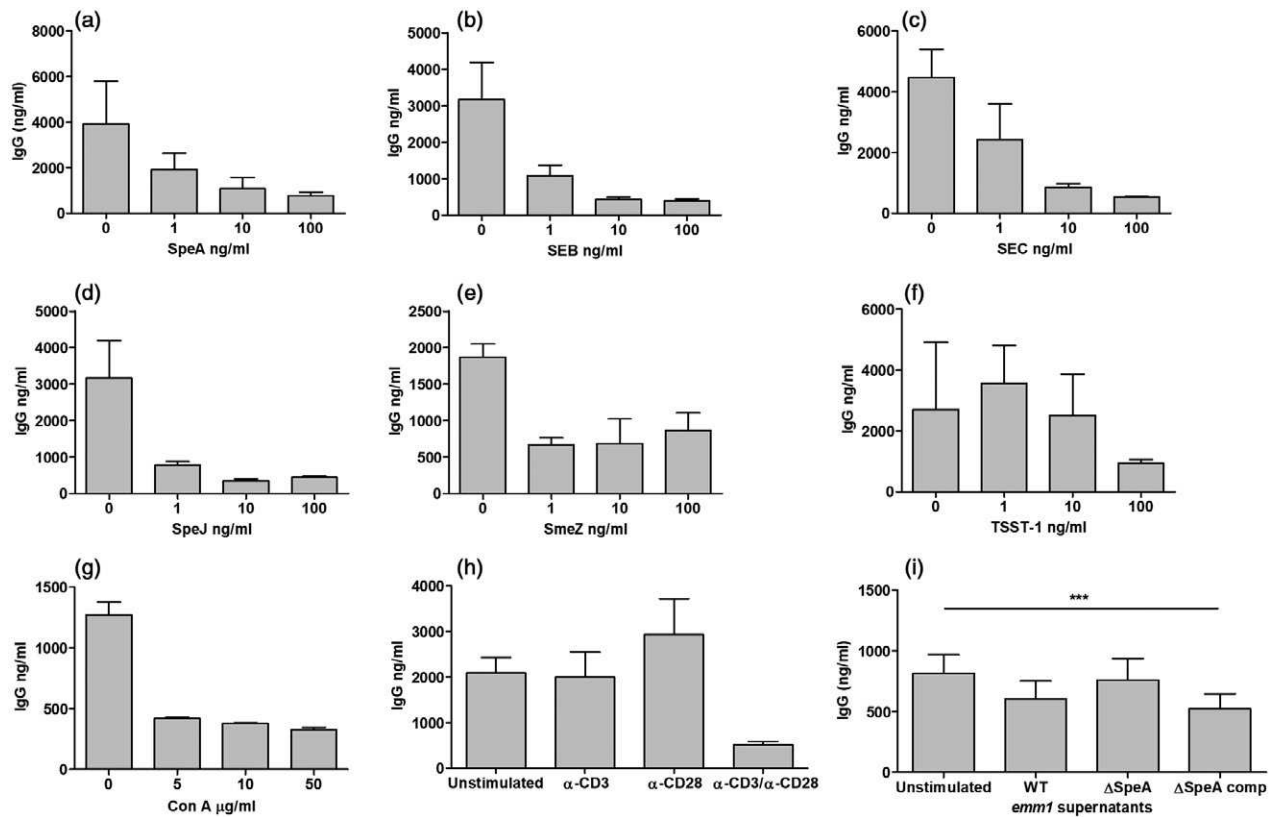 (a)
8000
6000
4000
2000
0
IgG (ng/ml)
0 1 10 100
SpeA ng/ml
(b)
5000
4000
3000
2000
1000
0
IgG ng/ml
0 1 10 100
SEB ng/ml
(c)
6000
4000
2000
0
IgG ng/ml
0 1 10 100
SEC ng/ml
(d)
5000
4000
3000
2000
1000
0
IgG ng/ml
0 1 10 100
SpeJ ng/ml
(e)
2500
2000
1500
1000
500
0
IgG ng/ml
0 1 10 100
SmeZ ng/ml
(f)
6000
4000
2000
0
IgG ng/ml
0 1 10 100
TSST-1 ng/ml
(g)
1500
1000
500
0
IgG ng/ml
0 5 10 50
Con A µg/ml
(h)
4000
3000
2000
1000
0
IgG ng/ml
Unstimulated α-CD3 α-CD28 α-CD3/α-CD28
(i)
1500
1000
500
0
IgG (ng/ml)
***
Unstimulated WT ΔSpeA ΔSpeA comp
emm1 supernatants